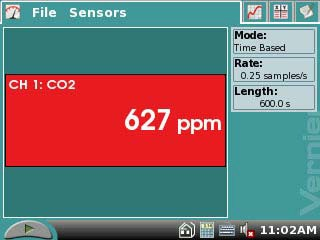 File Sensors
Mode:
Time Based
Rate:
0.25 samples/s
Length:
600.0 s
CH 1: CO2
627 ppm
Vernier
11:02AM